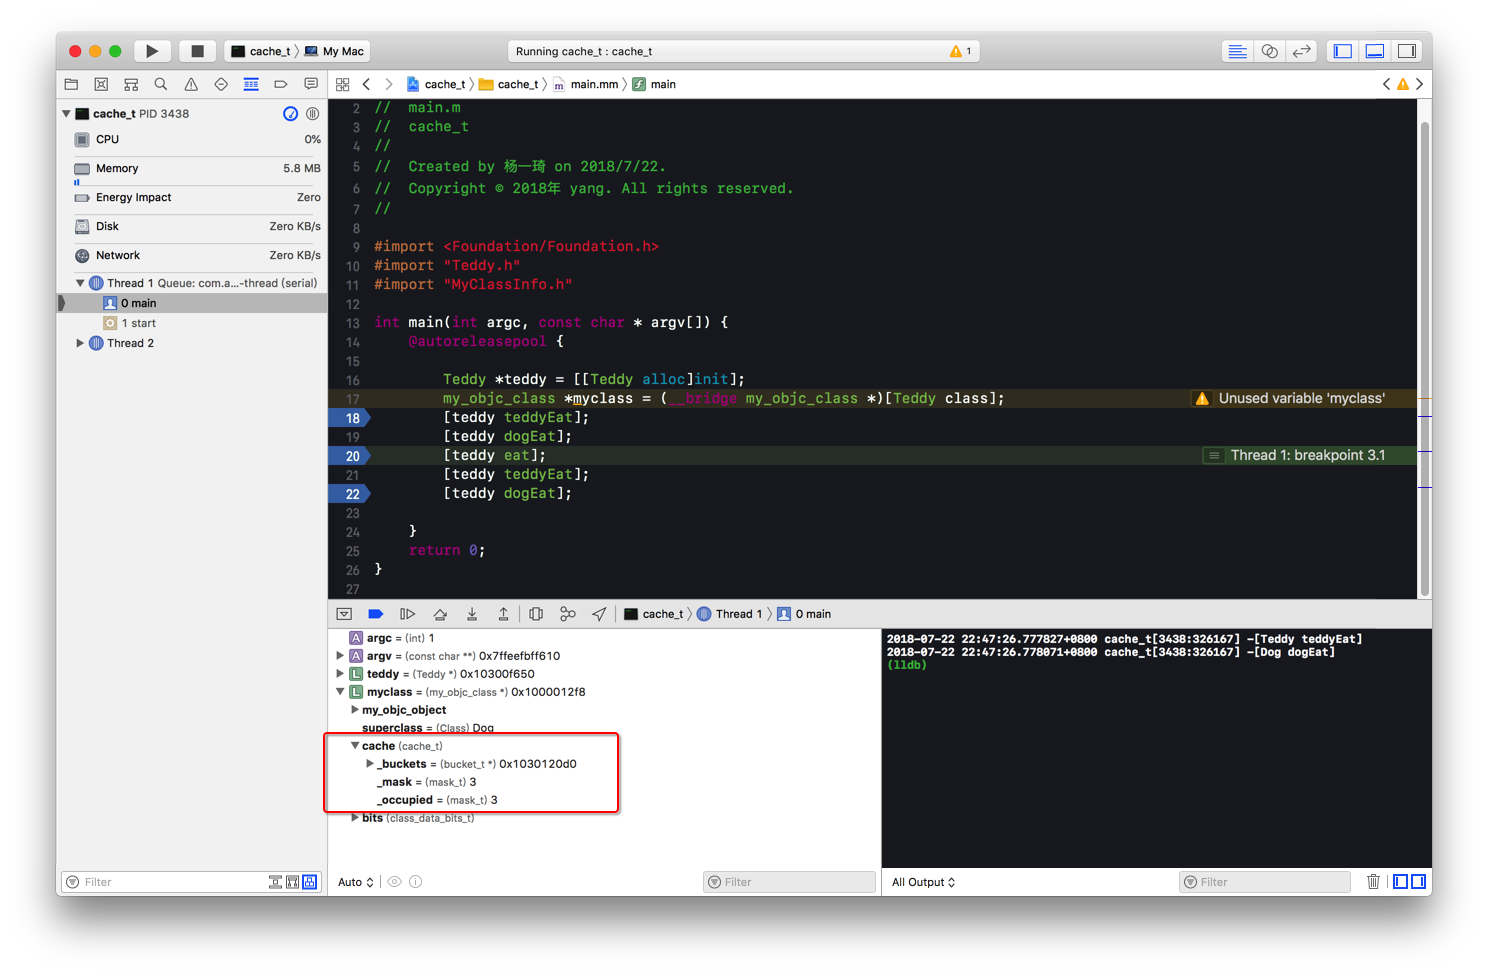 cache_t My Mac
Running cache_t : cache_t 1
cache_t cache_t main.mm main
cache_t PID 3438
CPU 0%
Memory 5.8 MB
Energy Impact Zero
Disk Zero KB/s
Network Zero KB/s
Thread 1 Queue: com.a...-thread (serial)
0 main
1 start
Thread 2
Filter
2 // main.m
3 // cache_t
4 //
5 // Created by 杨一琦 on 2018/7/22.
6 // Copyright © 2018年 yang. All rights reserved.
7 //
8
9 #import <Foundation/Foundation.h>
10 #import "Teddy.h"
11 #import "MyClassInfo.h"
12
13 int main(int argc, const char * argv[]) {
14 @autoreleasepool {
15
16 Teddy *teddy = [[Teddy alloc]init];
17 my_objc_class *myclass = (__bridge my_objc_class *)[Teddy class]; Unused variable 'myclass'
18 [teddy teddyEat];
19 [teddy dogEat];
20 [teddy eat]; Thread 1: breakpoint 3.1
21 [teddy teddyEat];
22 [teddy dogEat];
23
24 }
25 return 0;
26 }
27
cache_t Thread 1 0 main
A argc = (int) 1
A argv = (const char **) 0x7ffeefbff610
L teddy = (Teddy *) 0x10300f650
L myclass = (my_objc_class *) 0x1000012f8
my_objc_object
superclass = (Class) Dog
cache (cache_t)
_buckets = (bucket_t *) 0x1030120d0
_mask = (mask_t) 3
_occupied = (mask_t) 3
bits (class_data_bits_t)
Auto Filter
2018-07-22 22:47:26.777827+0800 cache_t[3438:326167] -[Teddy teddyEat]
2018-07-22 22:47:26.778071+0800 cache_t[3438:326167] -[Dog dogEat]
(lldb)
All Output Filter